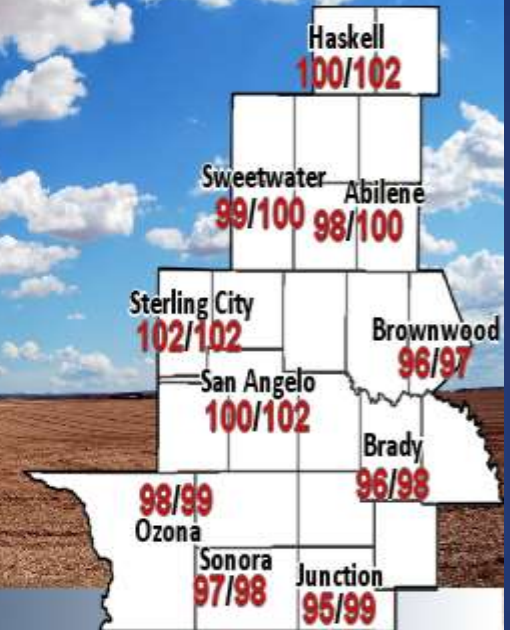 Haskell
100/102
Sweetwater
99/100
Abilene
98/100
Sterling City
102/102
Brownwood
96/97
San Angelo
100/102
Brady
96/98
98/99
Ozona
Sonora
97/98
Junction
95/99